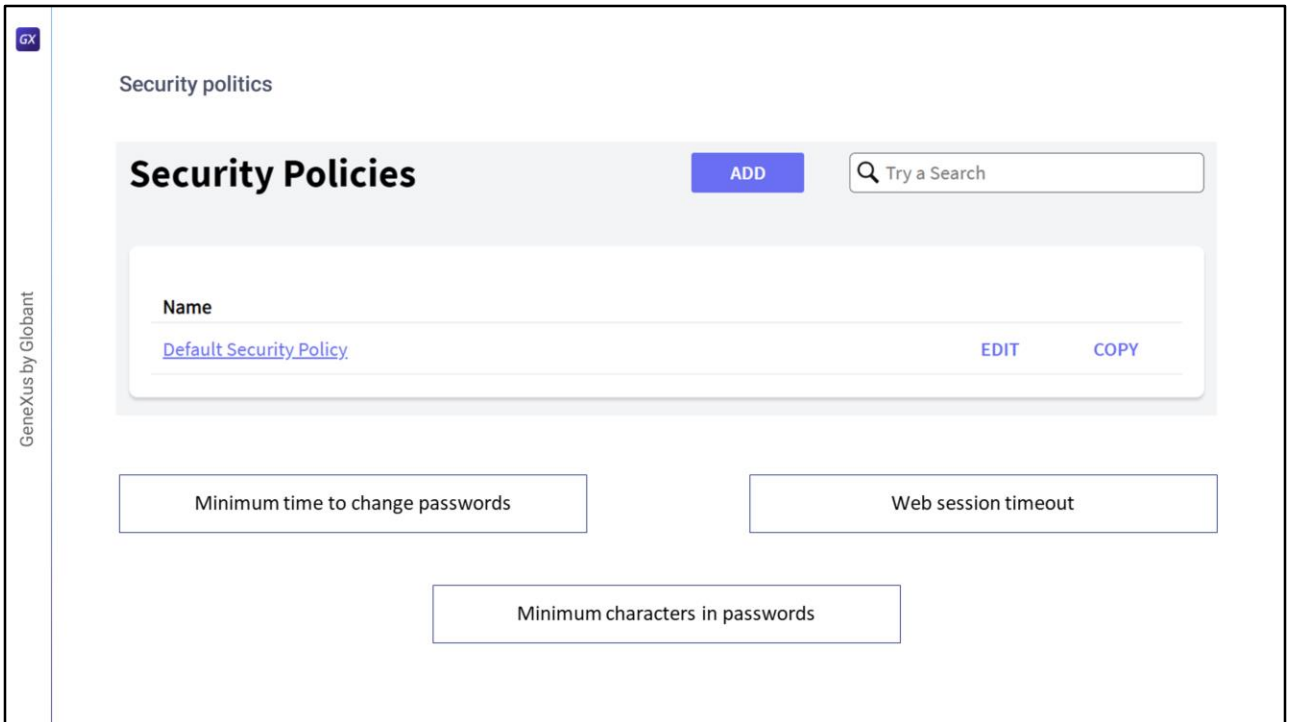 GX
Security politics
Security Policies
ADD
Try a Search
Name
Default Security Policy
EDIT
COPY
GeneXus by Globant
Minimum time to change passwords
Web session timeout
Minimum characters in passwords